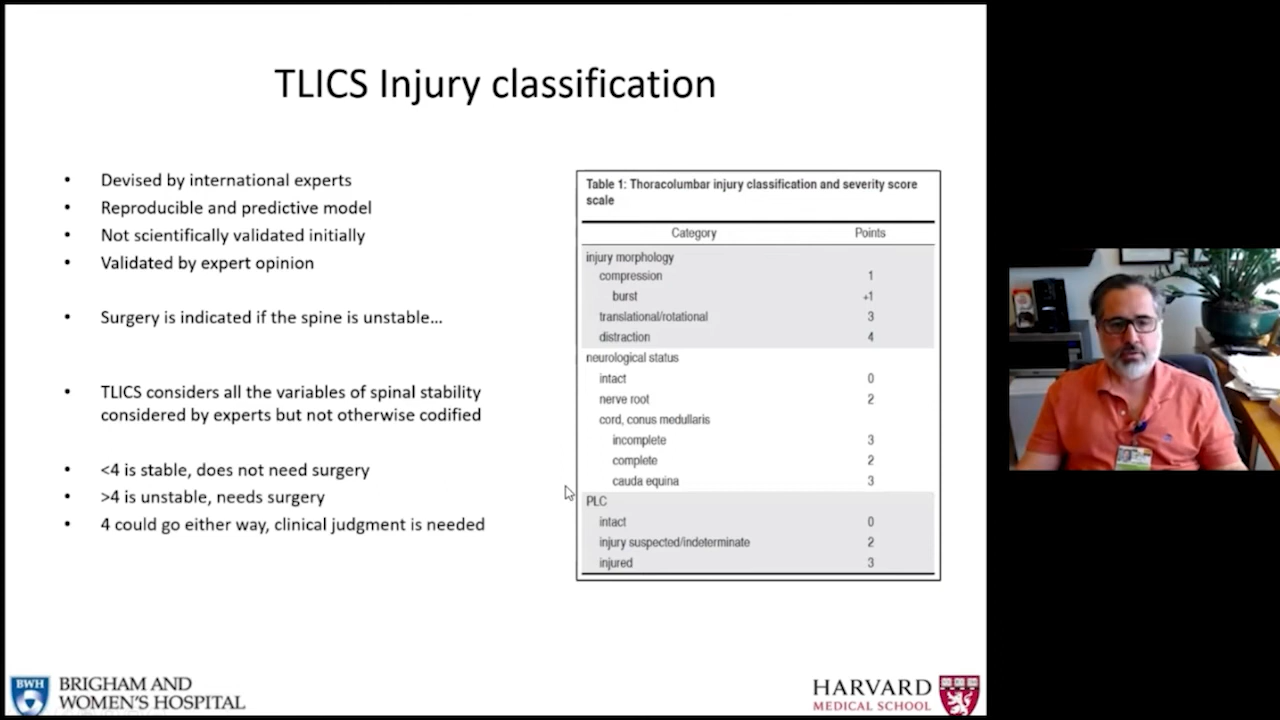 TLICS Injury classification
• Devised by international experts
• Reproducible and predictive model
• Not scientifically validated initially
• Validated by expert opinion
• Surgery is indicated if the spine is unstable…
• TLICS considers all the variables of spinal stability
considered by experts but not otherwise codified
• <4 is stable, does not need surgery
• >4 is unstable, needs surgery
• 4 could go either way, clinical judgment is needed
Table 1: Thoracolumbar injury classification and severity score
scale
Category Points
injury morphology
compression 1
burst +1
translational/rotational 3
distraction 4
neurological status
intact 0
nerve root 2
cord, conus medullaris
incomplete 3
complete 2
cauda equina 3
PLC
intact 0
injury suspected/indeterminate 2
injured 3
BWH
BRIGHAM AND
WOMEN'S HOSPITAL
HARVARD
MEDICAL SCHOOL